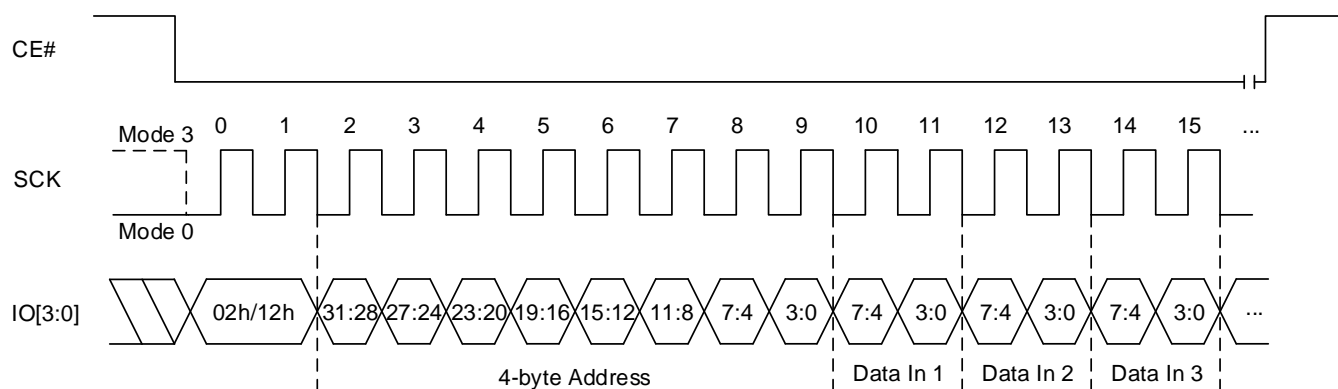 CE#
Mode 3 0 1 2 3 4 5 6 7 8 9 10 11 12 13 14 15 ...
SCK
Mode 0
IO[3:0] 02h/12h 31:28 27:24 23:20 19:16 15:12 11:8 7:4 3:0 7:4 3:0 7:4 3:0 7:4 3:0 ...
4-byte Address Data In 1 Data In 2 Data In 3